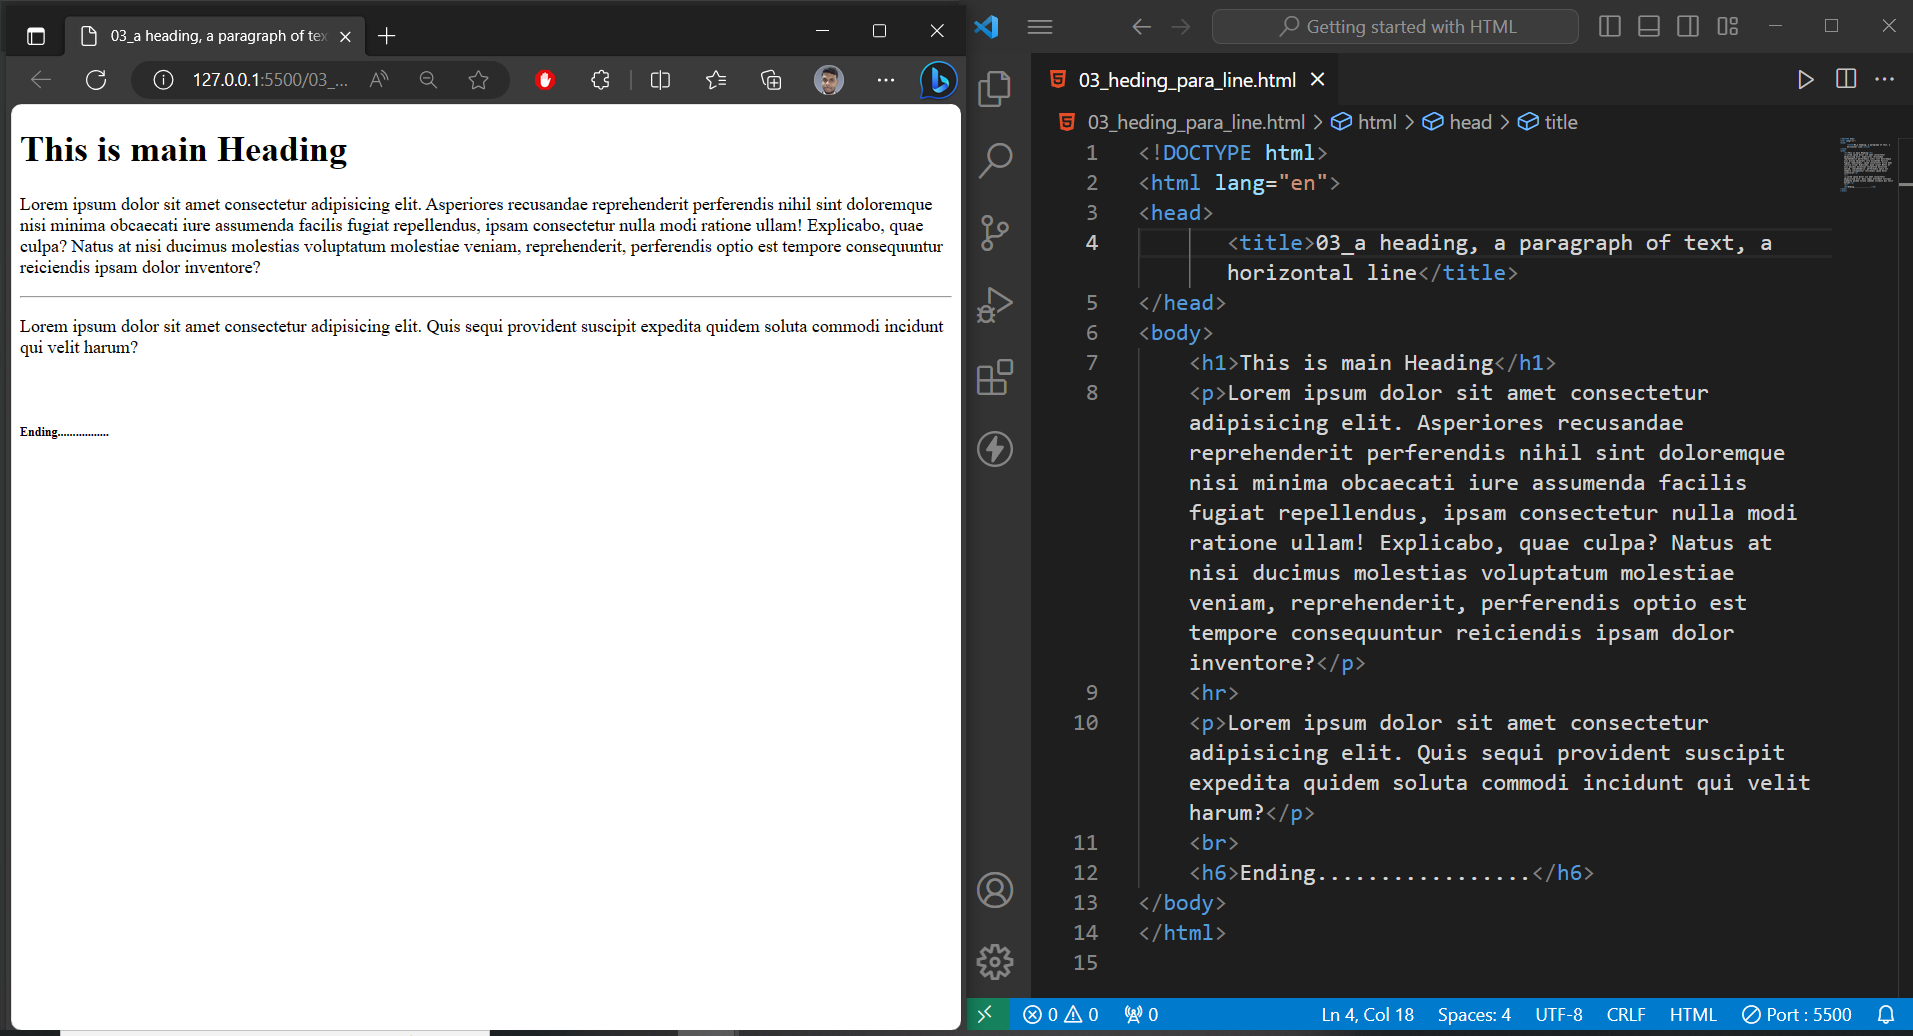 03_a heading, a paragraph of tex
127.0.0.1:5500/03_...
This is main Heading
Lorem ipsum dolor sit amet consectetur adipisicing elit. Asperiores recusandae reprehenderit perferendis nihil sint doloremque
nisi minima obcaecati iure assumenda facilis fugiat repellendus, ipsam consectetur nulla modi ratione ullam! Explicabo, quae
culpa? Natus at nisi ducimus molestias voluptatum molestiae veniam, reprehenderit, perferendis optio est tempore consequuntur
reiciendis ipsam dolor inventore?
Lorem ipsum dolor sit amet consectetur adipisicing elit. Quis sequi provident suscipit expedita quidem soluta commodi incidunt
qui velit harum?
Ending.................
Getting started with HTML
03_heding_para_line.html
03_heding_para_line.html > html > head > title
1 <!DOCTYPE html>
2 <html lang="en">
3 <head>
4 <title>03_a heading, a paragraph of text, a
horizontal line</title>
5 </head>
6 <body>
7 <h1>This is main Heading</h1>
8 <p>Lorem ipsum dolor sit amet consectetur
adipisicing elit. Asperiores recusandae
reprehenderit perferendis nihil sint doloremque
nisi minima obcaecati iure assumenda facilis
fugiat repellendus, ipsam consectetur nulla modi
ratione ullam! Explicabo, quae culpa? Natus at
nisi ducimus molestias voluptatum molestiae
veniam, reprehenderit, perferendis optio est
tempore consequuntur reiciendis ipsam dolor
inventore?</p>
9 <hr>
10 <p>Lorem ipsum dolor sit amet consectetur
adipisicing elit. Quis sequi provident suscipit
expedita quidem soluta commodi incidunt qui velit
harum?</p>
11 <br>
12 <h6>Ending.................</h6>
13 </body>
14 </html>
15
0 0 0 Ln 4, Col 18 Spaces: 4 UTF-8 CRLF HTML Port : 5500